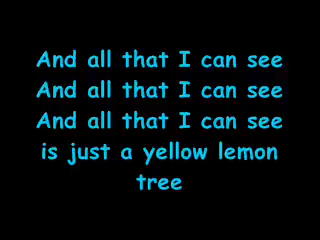 And all that I can see
And all that I can see
And all that I can see
is just a yellow lemon
tree